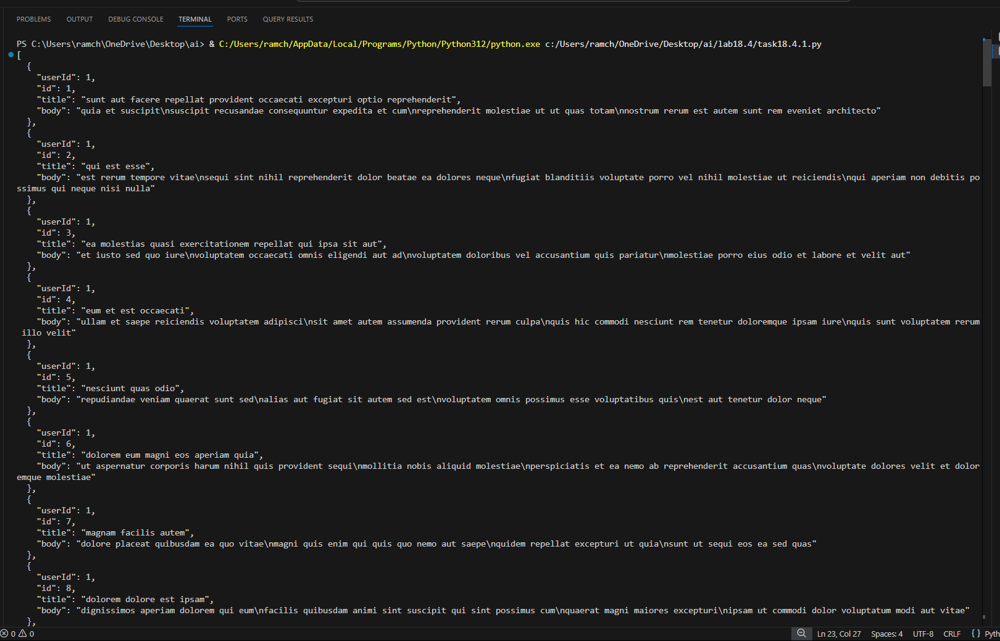 PROBLEMS OUTPUT DEBUG CONSOLE TERMINAL PORTS QUERY RESULTS
PS C:\Users\ramch\OneDrive\Desktop\ai> & C:/Users/ramch/AppData/Local/Programs/Python/Python312/python.exe c:/Users/ramch/OneDrive/Desktop/ai/lab18.4/task18.4.1.py
[
  {
    "userId": 1,
    "id": 1,
    "title": "sunt aut facere repellat provident occaecati excepturi optio reprehenderit",
    "body": "quia et suscipit\nsuscipit recusandae consequuntur expedita et cum\nreprehenderit molestiae ut ut quas totam\nnostrum rerum est autem sunt rem eveniet architecto"
  },
  {
    "userId": 1,
    "id": 2,
    "title": "qui est esse",
    "body": "est rerum tempore vitae\nsequi sint nihil reprehenderit dolor beatae ea dolores neque\nfugiat blanditiis voluptate porro vel nihil molestiae ut reiciendis\nqui aperiam non debitis po
ssimus qui neque nisi nulla"
  },
  {
    "userId": 1,
    "id": 3,
    "title": "ea molestias quasi exercitationem repellat qui ipsa sit aut",
    "body": "et iusto sed quo iure\nvoluptatem occaecati omnis eligendi aut ad\nvoluptatem doloribus vel accusantium quis pariatur\nmolestiae porro eius odio et labore et velit aut"
  },
  {
    "userId": 1,
    "id": 4,
    "title": "eum et est occaecati",
    "body": "ullam et saepe reiciendis voluptatem adipisci\nsit amet autem assumenda provident rerum culpa\nquis hic commodi nesciunt rem tenetur doloremque ipsam iure\nquis sunt voluptatem rerum
 illo velit"
  },
  {
    "userId": 1,
    "id": 5,
    "title": "nesciunt quas odio",
    "body": "repudiandae veniam quaerat sunt sed\nalias aut fugiat sit autem sed est\nvoluptatem omnis possimus esse voluptatibus quis\nest aut tenetur dolor neque"
  },
  {
    "userId": 1,
    "id": 6,
    "title": "dolorem eum magni eos aperiam quia",
    "body": "ut aspernatur corporis harum nihil quis provident sequi\nmollitia nobis aliquid molestiae\nperspiciatis et ea nemo ab reprehenderit accusantium quas\nvoluptate dolores velit et dolor
emque molestiae"
  },
  {
    "userId": 1,
    "id": 7,
    "title": "magnam facilis autem",
    "body": "dolore placeat quibusdam ea quo vitae\nmagni quis enim qui quis quo nemo aut saepe\nquidem repellat excepturi ut quia\nsunt ut sequi eos ea sed quas"
  },
  {
    "userId": 1,
    "id": 8,
    "title": "dolorem dolore est ipsam",
    "body": "dignissimos aperiam dolorem qui eum\nfacilis quibusdam animi sint suscipit qui sint possimus cum\nquaerat magni maiores excepturi\nipsam ut commodi dolor voluptatum modi aut vitae"
  },
0 0 Ln 23, Col 27 Spaces: 4 UTF-8 CRLF {} Pyth